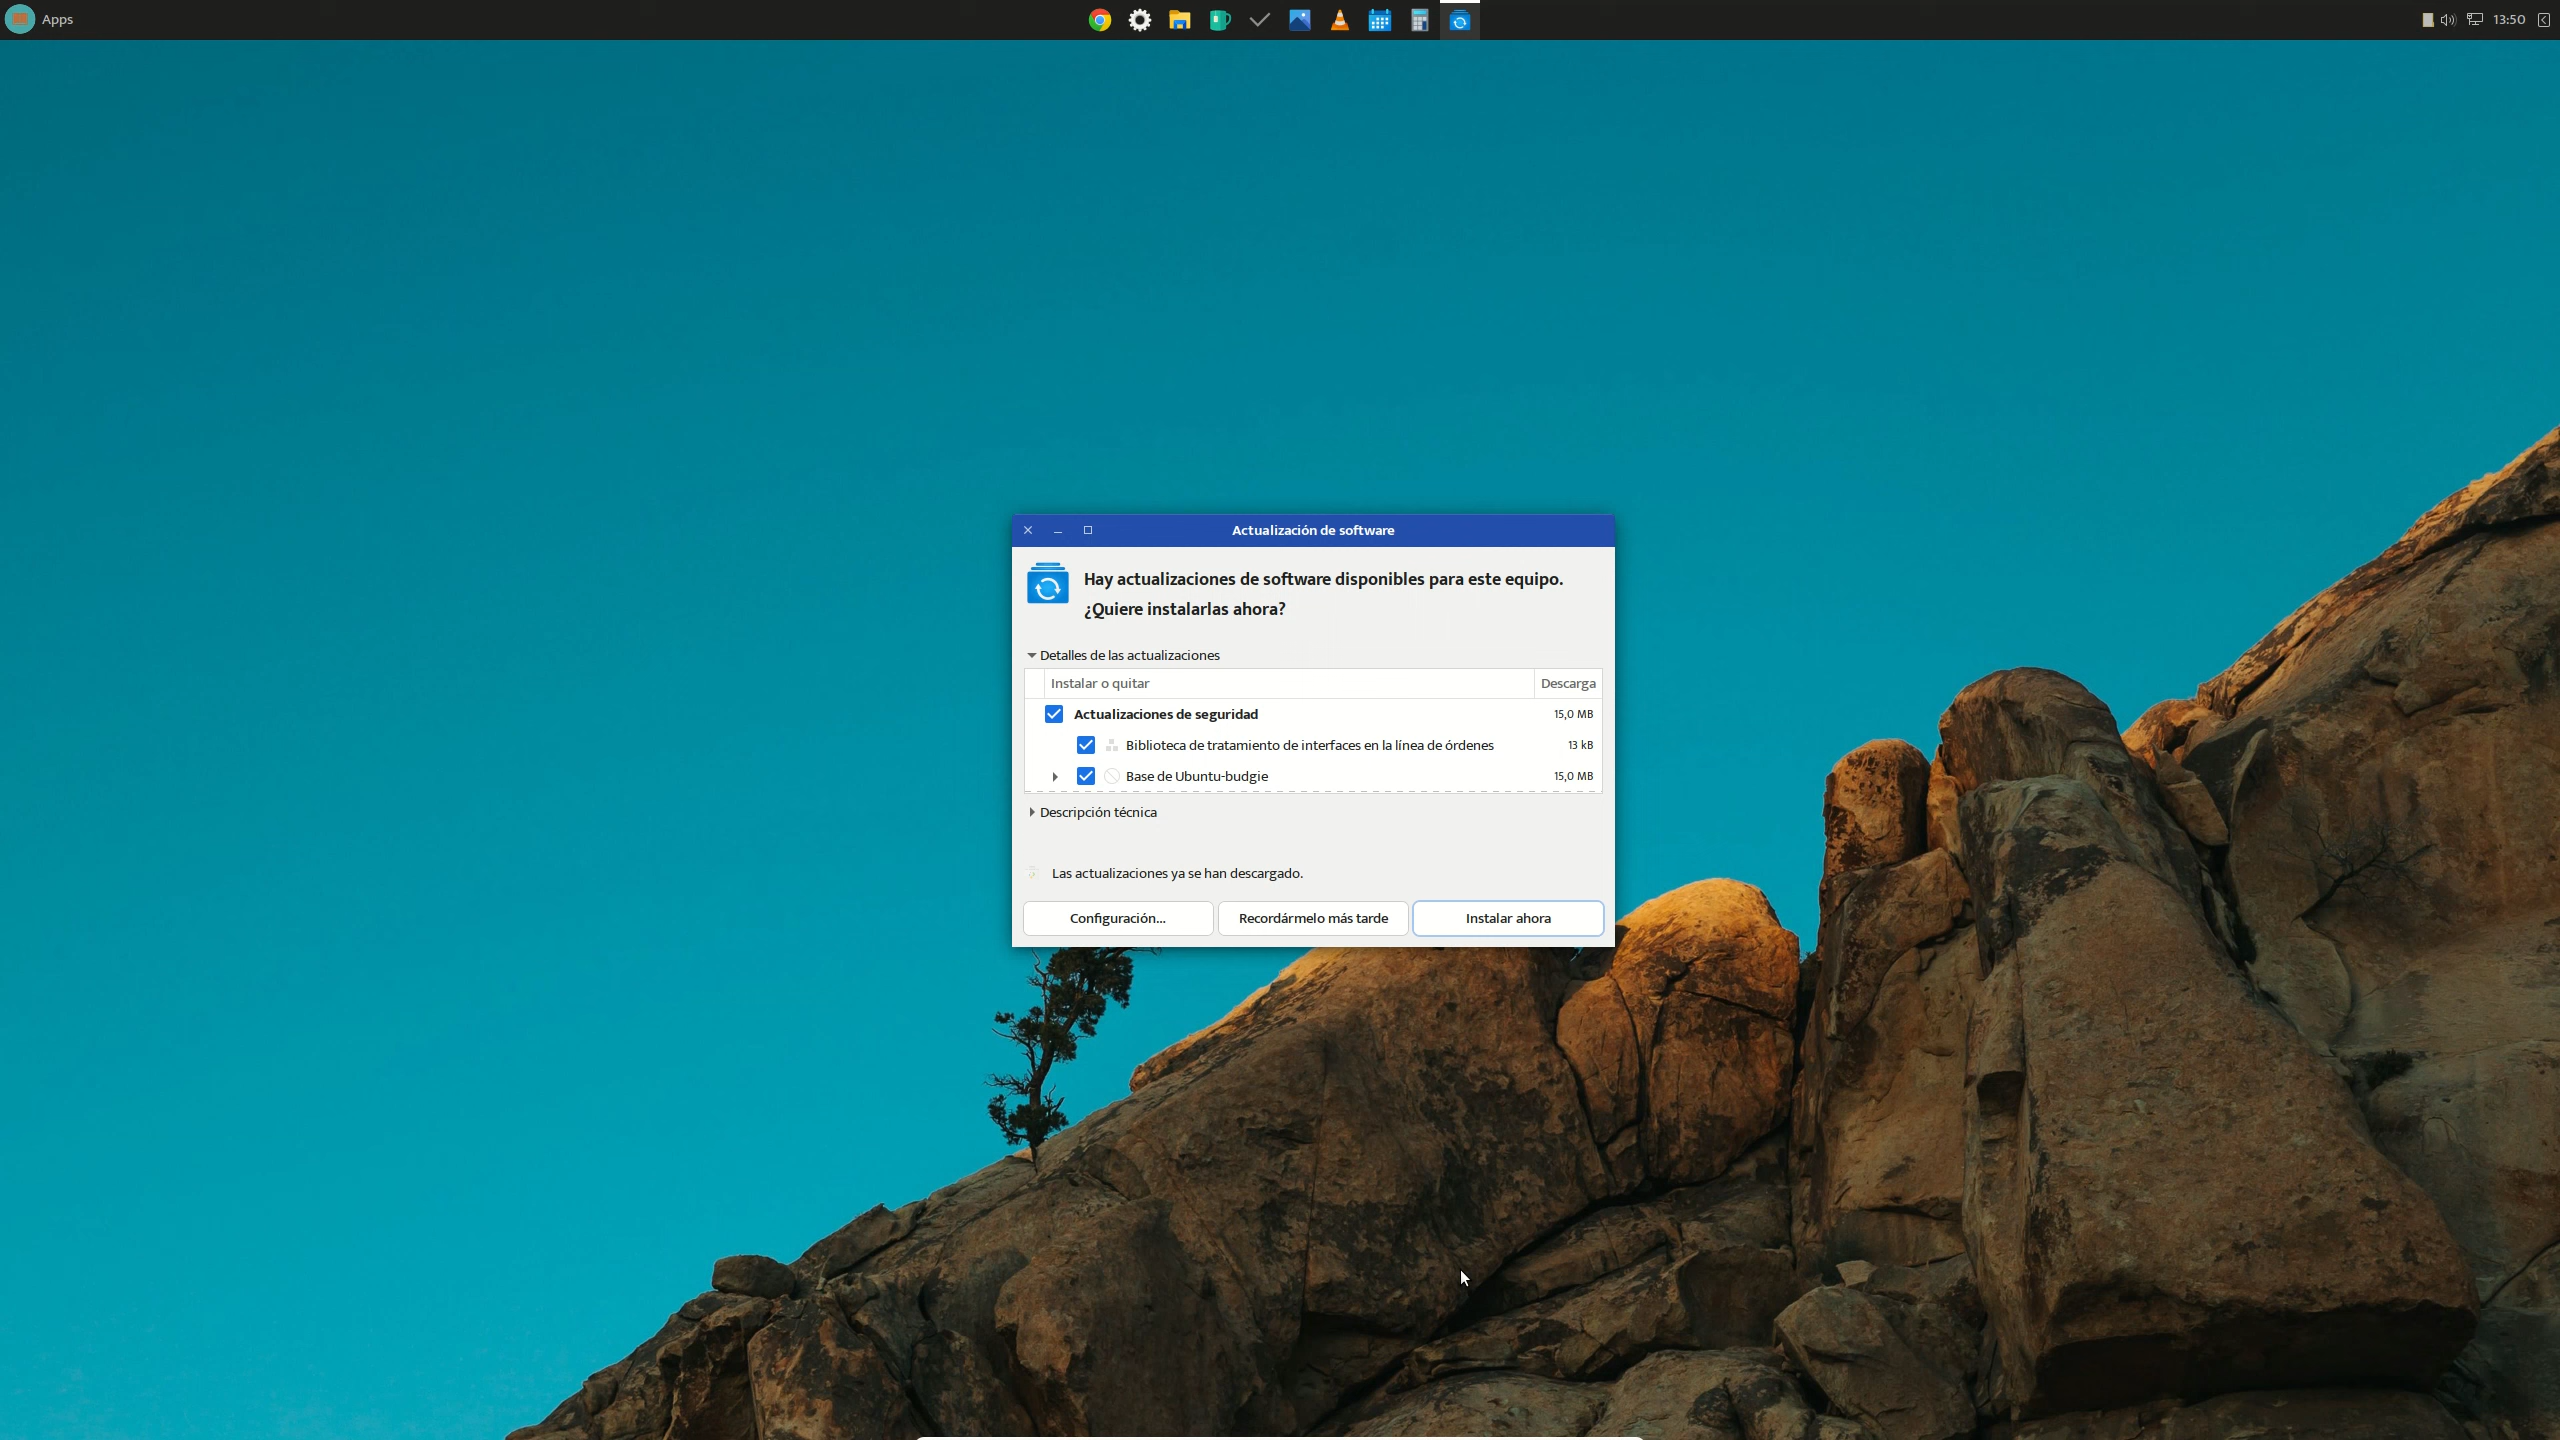 Apps
13:50
Actualización de software
Hay actualizaciones de software disponibles para este equipo.
¿Quiere instalarlas ahora?
Detalles de las actualizaciones
Instalar o quitar Descarga
Actualizaciones de seguridad 15,0 MB
Biblioteca de tratamiento de interfaces en la línea de órdenes 13 kB
Base de Ubuntu-budgie 15,0 MB
Descripción técnica
Las actualizaciones ya se han descargado.
Configuración... Recordármelo más tarde Instalar ahora